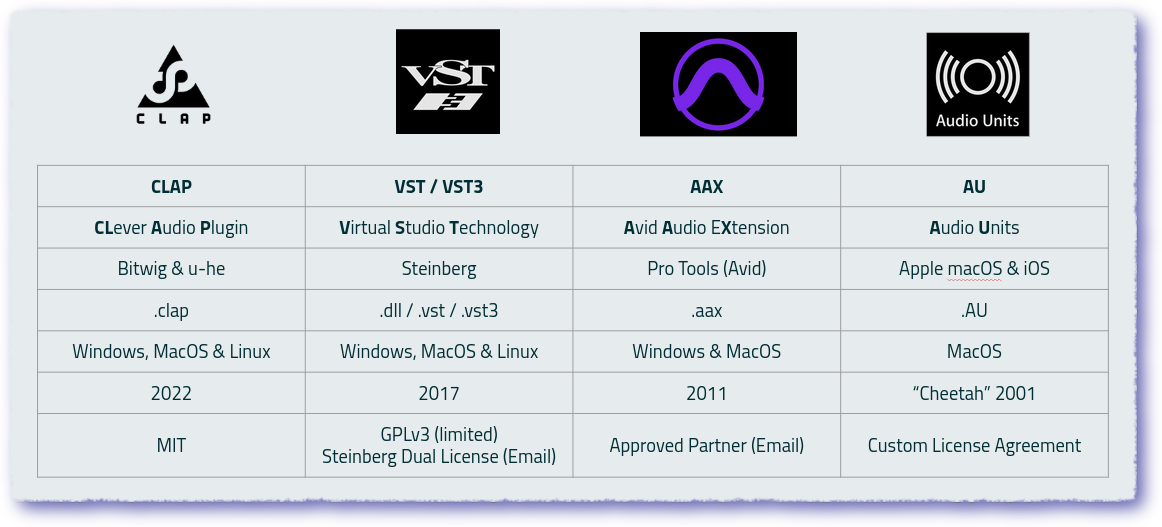 CLAP
VST 3
Audio Units
CLAP VST / VST3 AAX AU
CLever Audio Plugin Virtual Studio Technology Avid Audio EXtension Audio Units
Bitwig & u-he Steinberg Pro Tools (Avid) Apple macOS & iOS
.clap .dll / .vst / .vst3 .aax .AU
Windows, MacOS & Linux Windows, MacOS & Linux Windows & MacOS MacOS
2022 2017 2011 “Cheetah” 2001
MIT GPLv3 (limited) Approved Partner (Email) Custom License Agreement
Steinberg Dual License (Email)